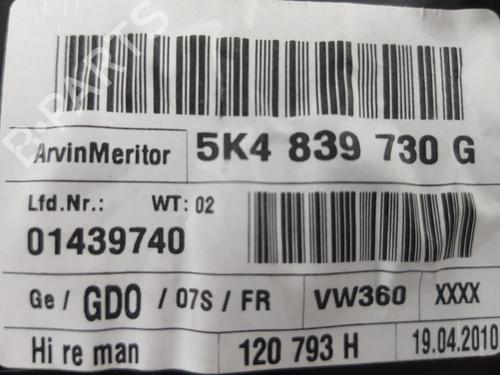 B-PARTS
ArvinMeritor 5K4 839 730 G
Lfd.Nr.: WT: 02
01439740
Ge / GDO / 07S / FR VW360 XXXX
Hi re man 120 793 H 19.04.2010